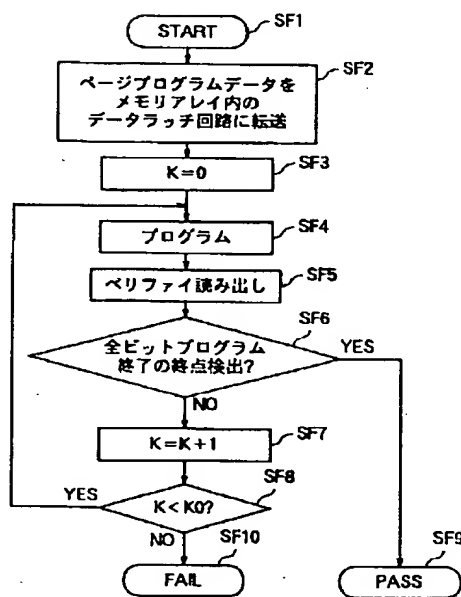 START
SF1
SF2
ページプログラムデータを
メモリアレイ内の
データラッチ回路に転送
SF3
K=0
SF4
プログラム
SF5
ベリファイ読み出し
SF6
全ビットプログラム
終了の終点検出?
YES
NO
SF7
K=K+1
SF8
YES
K<K0?
NO
SF10
FAIL
SF9
PASS